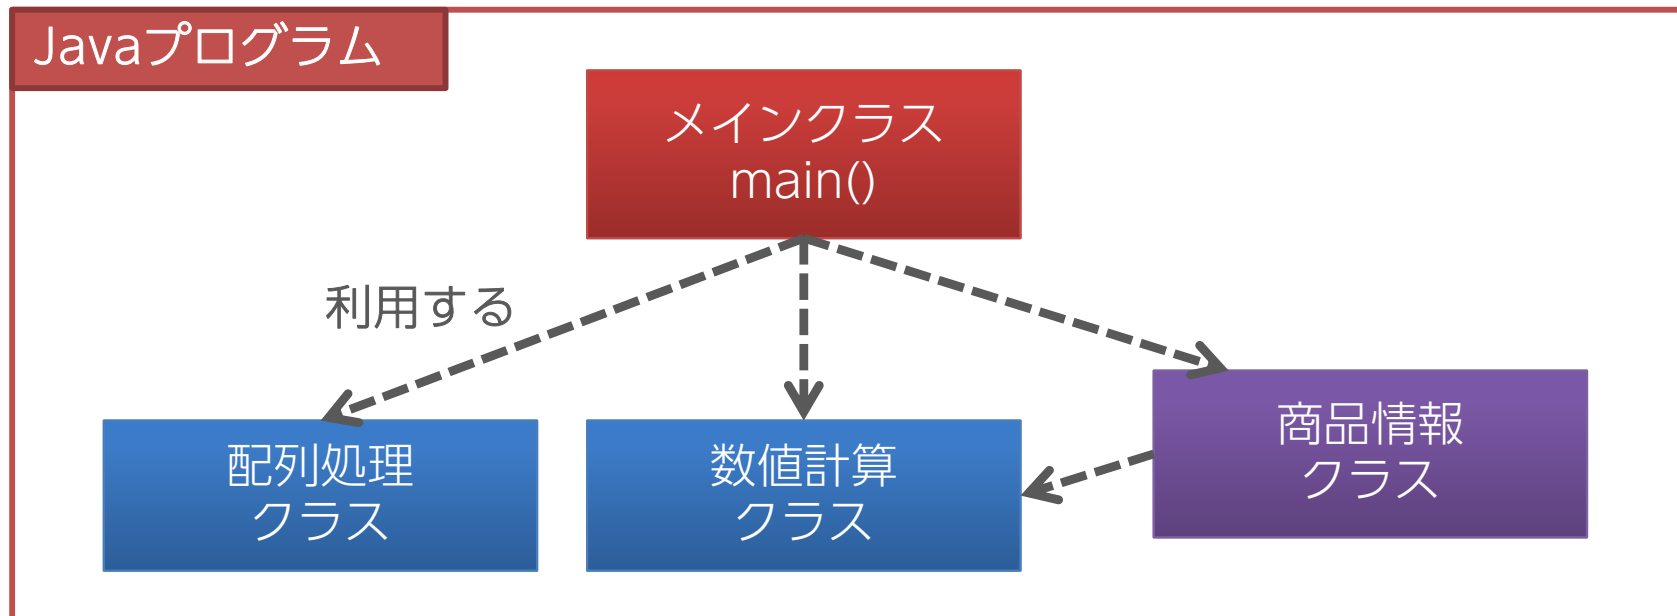 Javaプログラム
メインクラス
main()
利用する
配列処理
クラス
数値計算
クラス
商品情報
クラス